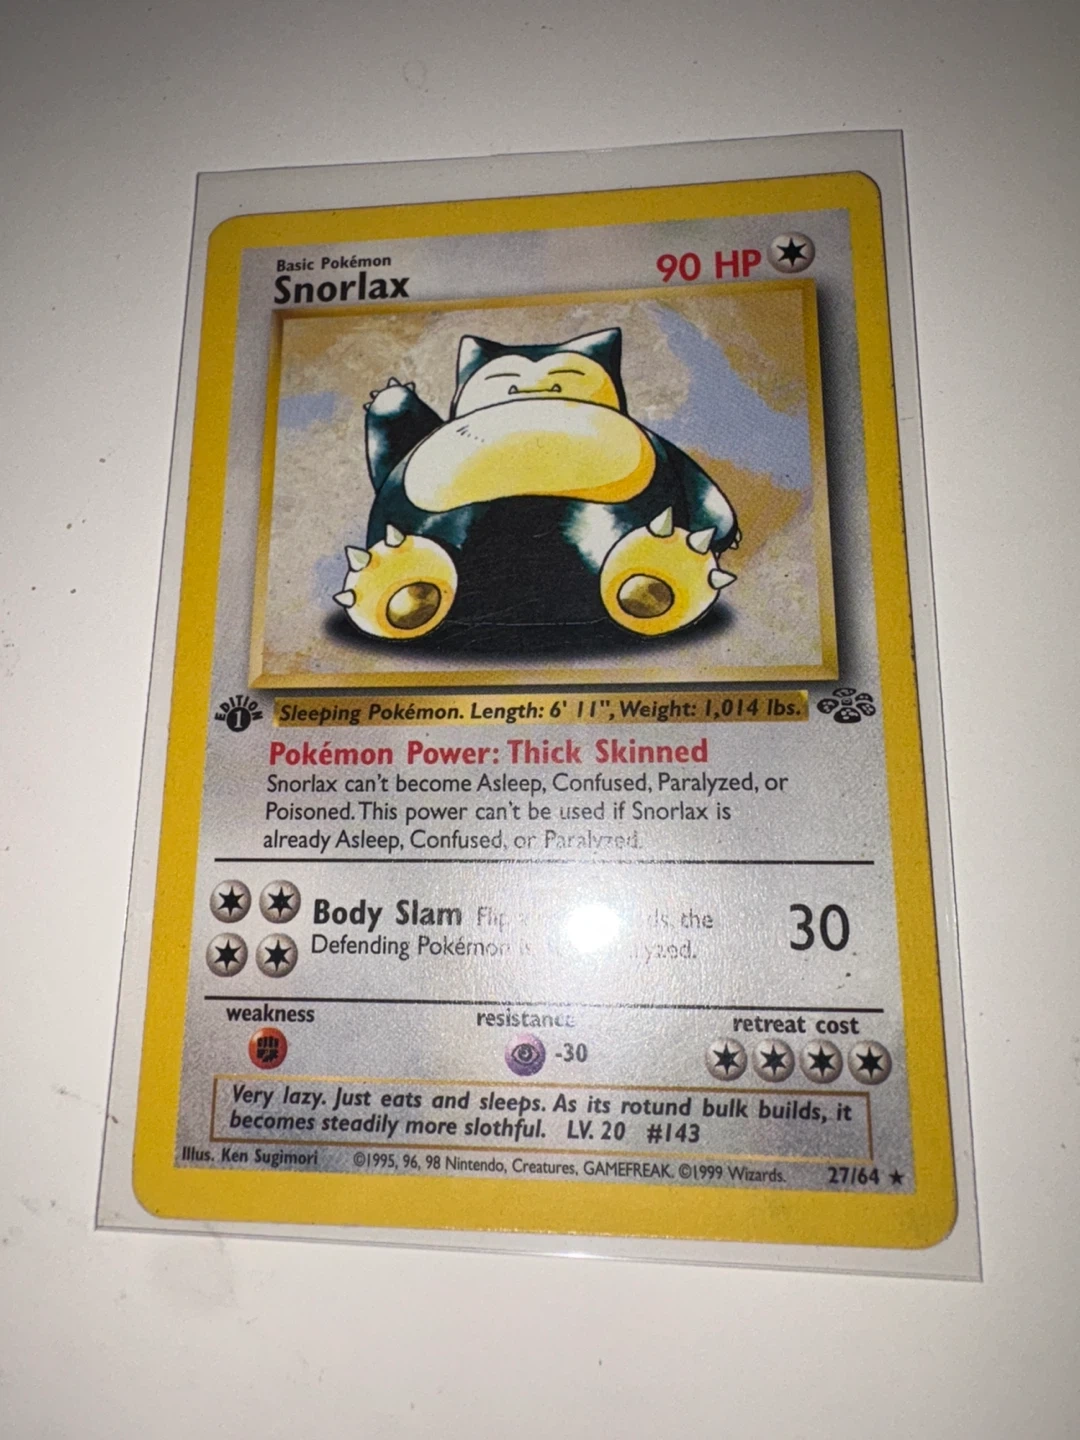 Basic Pokémon
Snorlax
90 HP
EDITION
1
Sleeping Pokémon. Length: 6' 11", Weight: 1,014 lbs.
Pokémon Power: Thick Skinned
Snorlax can't become Asleep, Confused, Paralyzed, or
Poisoned. This power can't be used if Snorlax is
already Asleep, Confused, or Paralyzed.
Body Slam Flip the
Defending Pokémon
30
weakness
resistance
-30
retreat cost
Very lazy. Just eats and sleeps. As its rotund bulk builds, it
becomes steadily more slothful. LV. 20 #143
Illus. Ken Sugimori ©1995, 96, 98 Nintendo, Creatures, GAMEFREAK. ©1999 Wizards. 27/64 ★